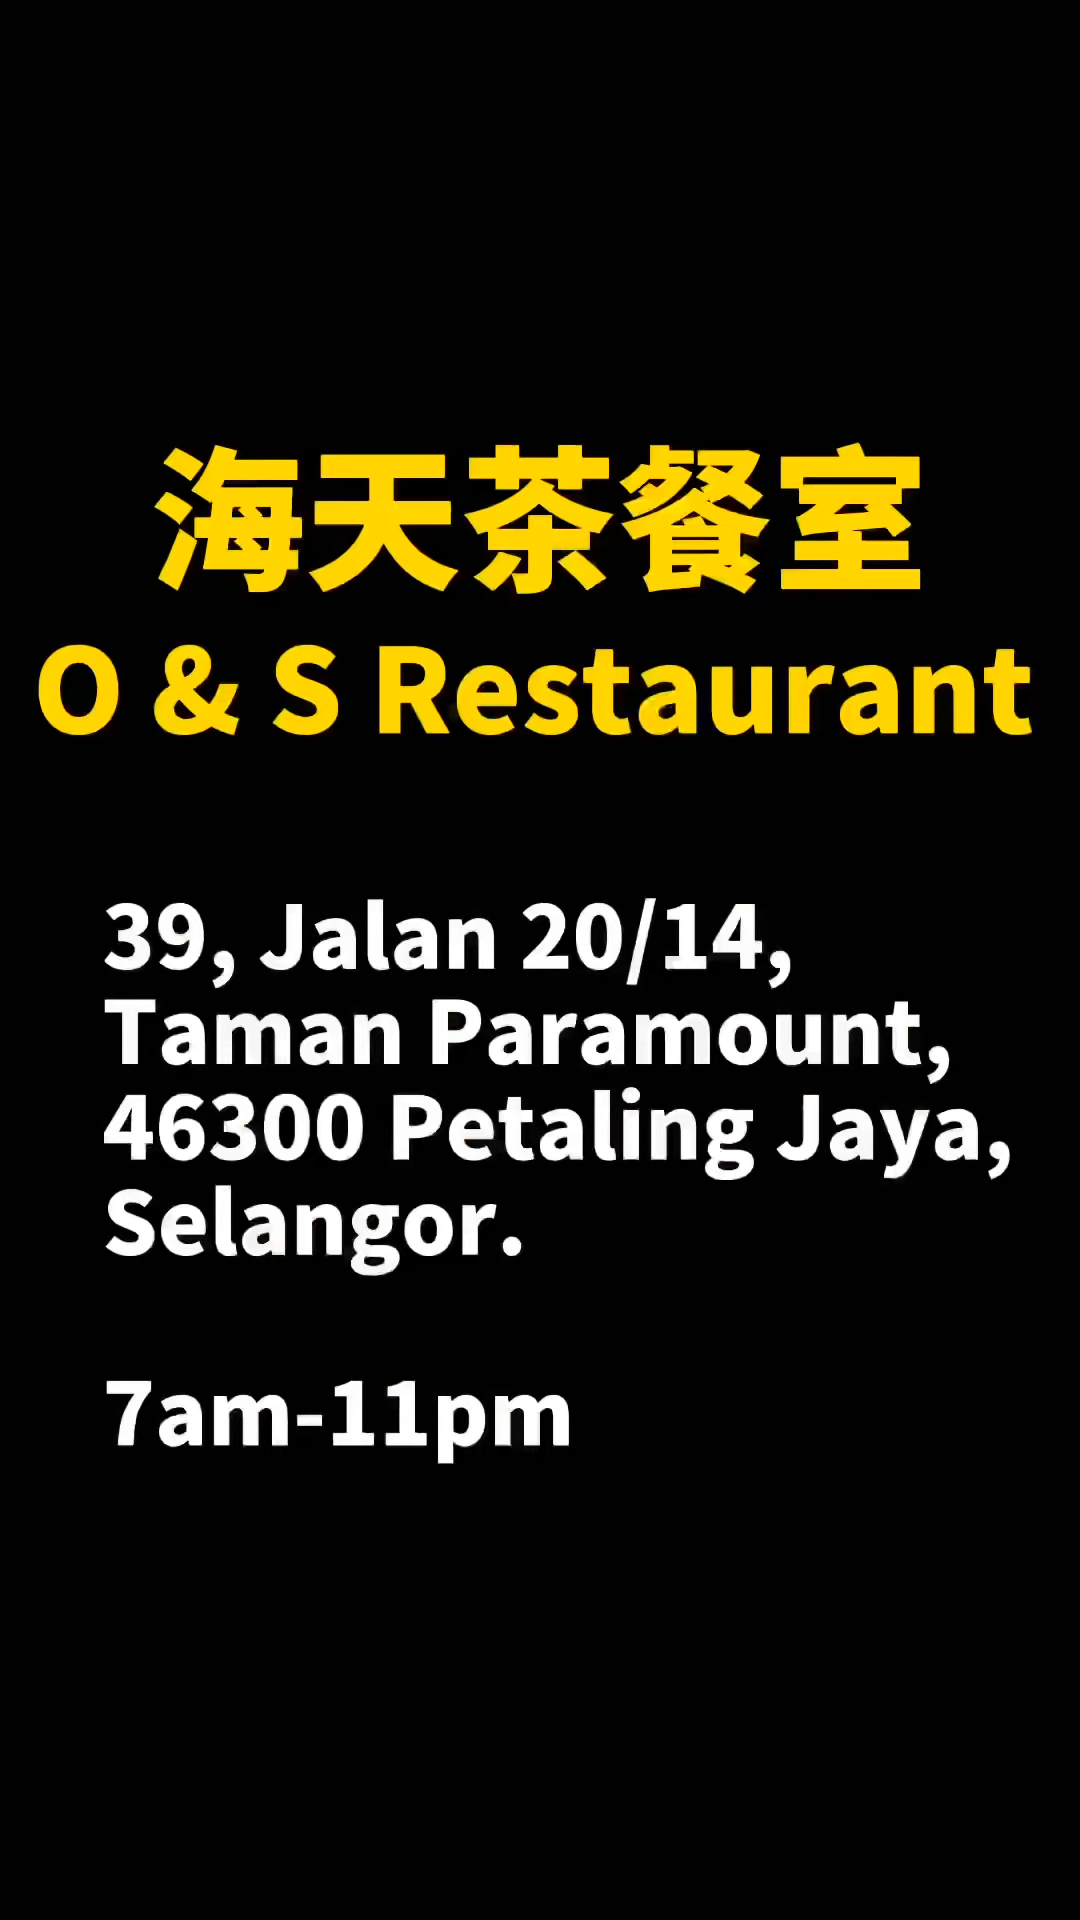 海天茶餐室
O & S Restaurant
39, Jalan 20/14,
Taman Paramount,
46300 Petaling Jaya,
Selangor.
7am-11pm